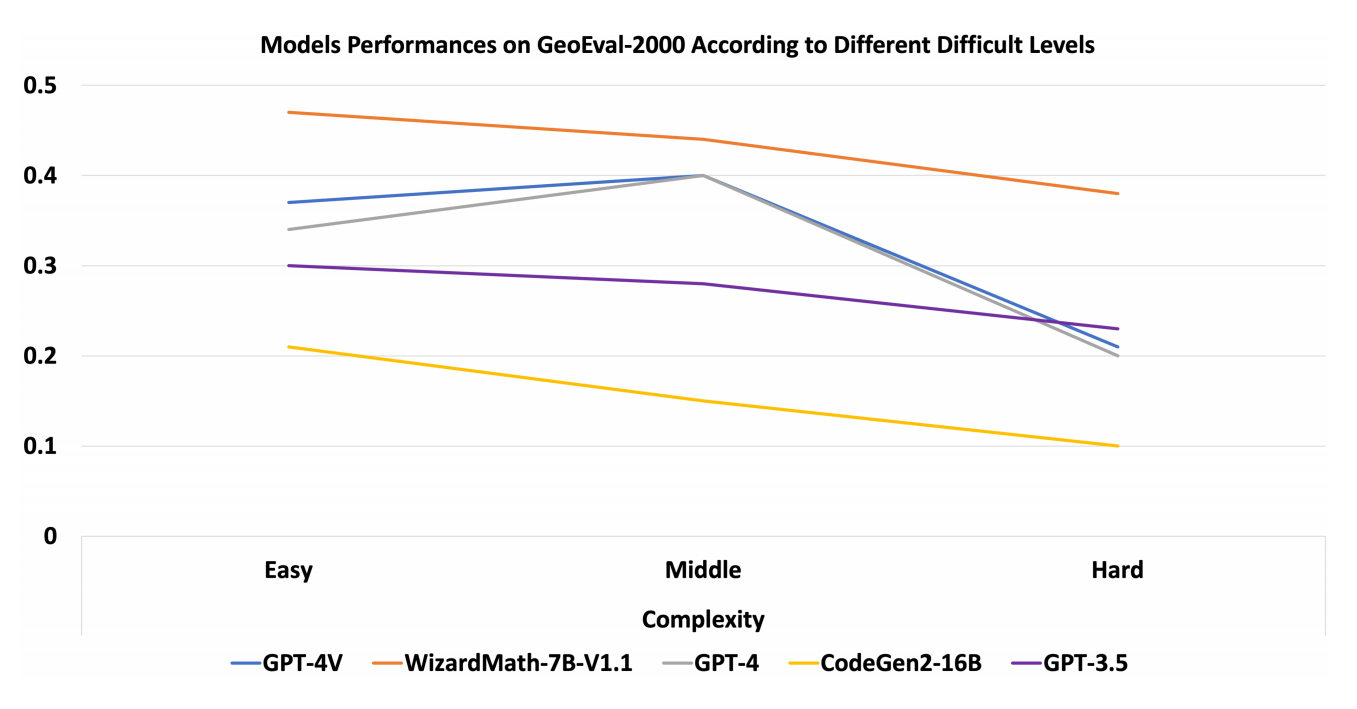 Models Performances on GeoEval-2000 According to Different Difficult Levels
0.5
0.4
0.3
0.2
0.1
0
Easy Middle Hard
Complexity
GPT-4V WizardMath-7B-V1.1 GPT-4 CodeGen2-16B GPT-3.5